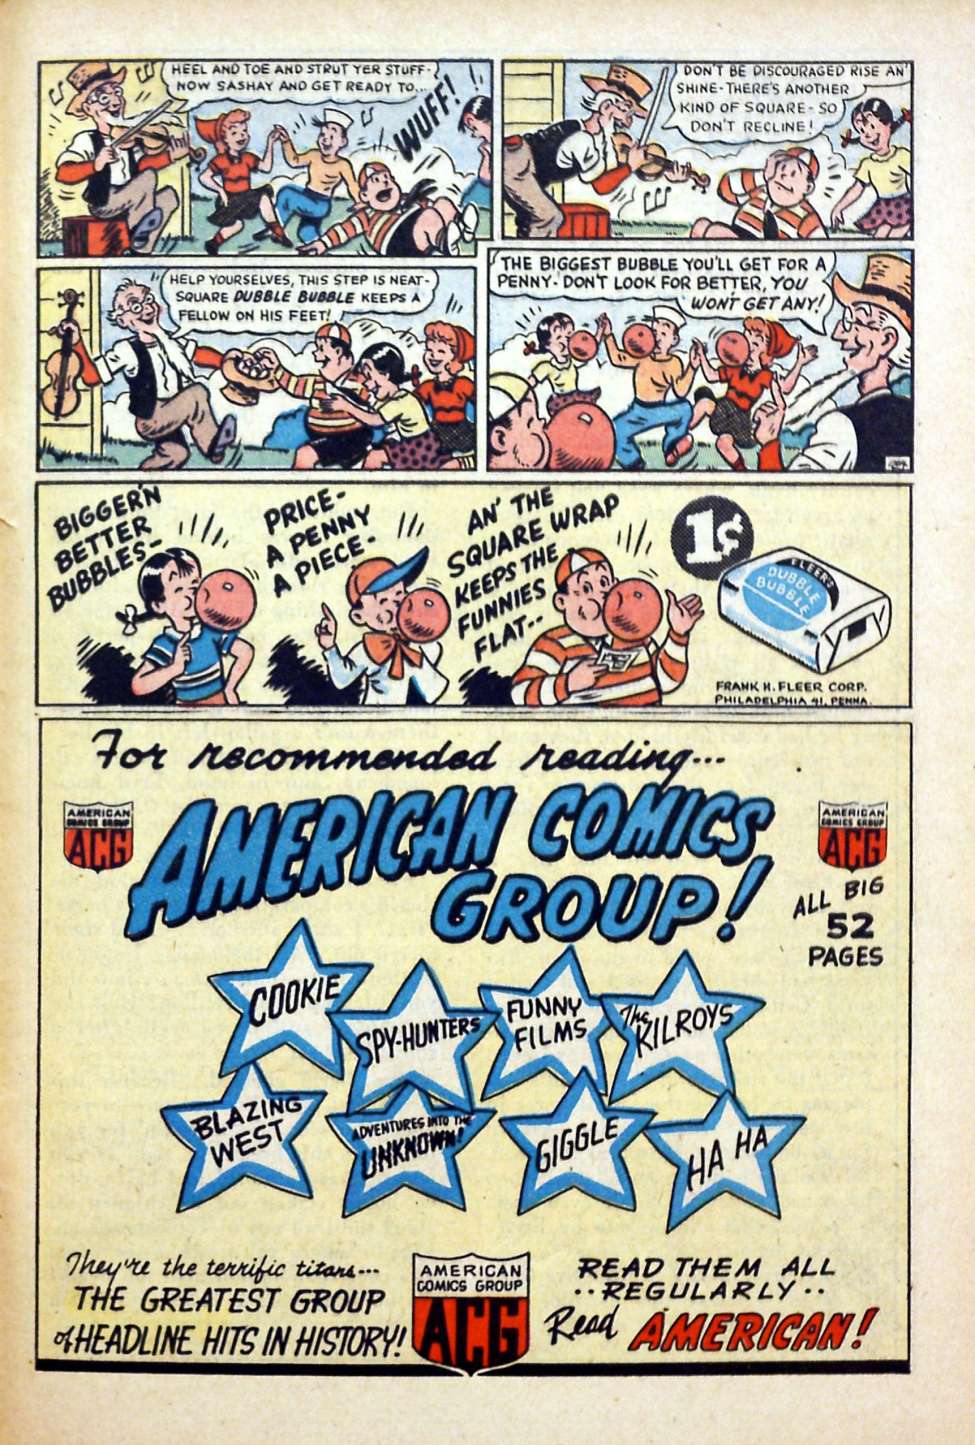 HEEL AND TOE AND STRUT YER STUFF-
NOW SASHAY AND GET READY TO...
WUFF!
DON'T BE DISCOURAGED RISE AN'
SHINE-THERE'S ANOTHER
KIND OF SQUARE-SO
DON'T RECLINE!
HELP YOURSELVES, THIS STEP IS NEAT-
SQUARE DUBBLE BUBBLE KEEPS A
FELLOW ON HIS FEET!
THE BIGGEST BUBBLE YOU'LL GET FOR A
PENNY-DON'T LOOK FOR BETTER, YOU
WON'T GET ANY!
BIGGER'N
BETTER
BUBBLES-
PRICE-
A PENNY
A PIECE-
AN' THE
SQUARE WRAP
KEEPS THE
FUNNIES
FLAT--
1¢
FLEERS
DUBBLE
BUBBLE
FRANK H. FLEER CORP.
PHILADELPHIA 41, PENNA.
For recommended reading...
AMERICAN
COMICS GROUP
ACG
AMERICAN COMICS
GROUP!
AMERICAN
COMICS GROUP
ACG
ALL BIG
52
PAGES
COOKIE
SPY-HUNTERS
FUNNY
FILMS
The
KILROYS
BLAZING
WEST
ADVENTURES INTO THE
UNKNOWN!
GIGGLE
HA HA
They're the terrific titans---
THE GREATEST GROUP
of HEADLINE HITS IN HISTORY!
AMERICAN
COMICS GROUP
ACG
READ THEM ALL
··REGULARLY··
Read AMERICAN!